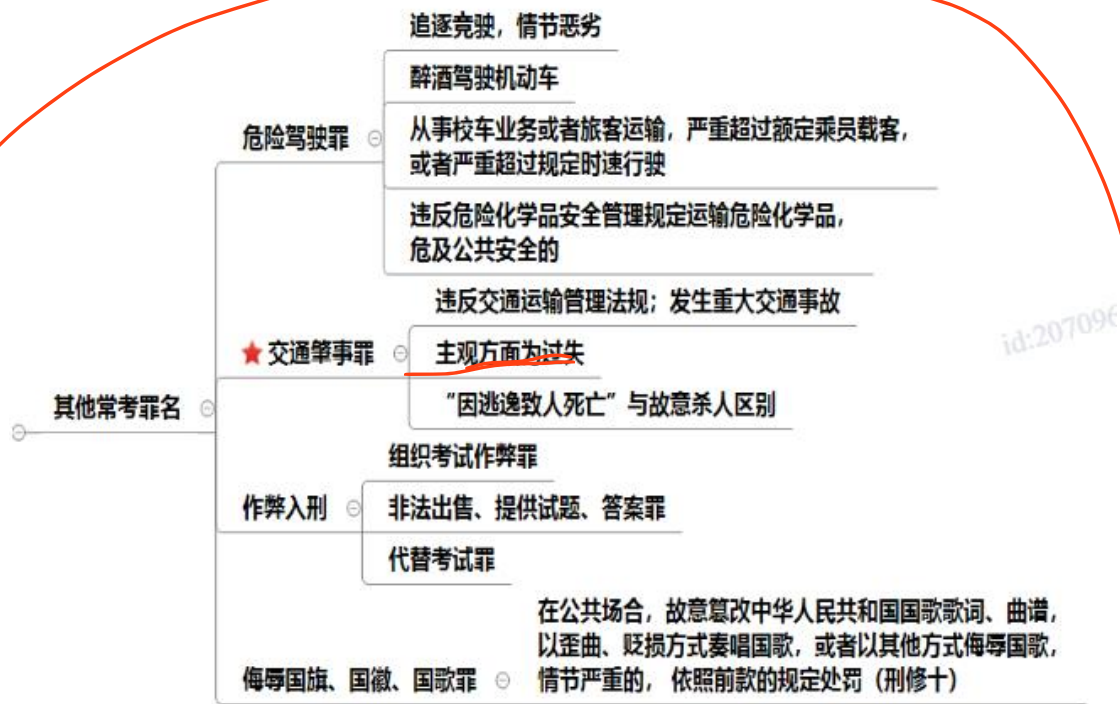 追逐竞驶，情节恶劣
醉酒驾驶机动车
危险驾驶罪
从事校车业务或者旅客运输，严重超过额定乘员载客，
或者严重超过规定时速行驶
违反危险化学品安全管理规定运输危险化学品，
危及公共安全的
违反交通运输管理法规；发生重大交通事故
★交通肇事罪
主观方面为过失
“因逃逸致人死亡”与故意杀人区别
其他常考罪名
组织考试作弊罪
作弊入刑
非法出售、提供试题、答案罪
代替考试罪
在公共场合，故意篡改中华人民共和国国歌歌词、曲谱，
以歪曲、贬损方式奏唱国歌，或者以其他方式侮辱国歌，
侮辱国旗、国徽、国歌罪
情节严重的， 依照前款的规定处罚（刑修十）
id:207096